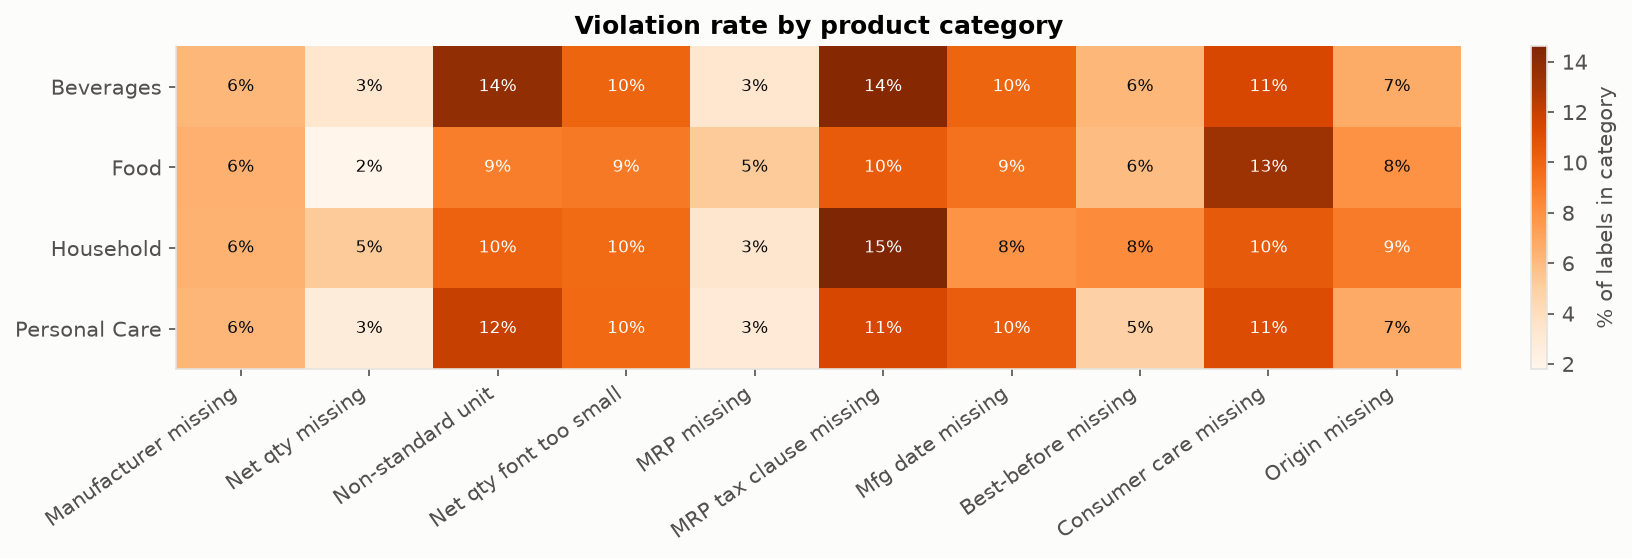 Violation rate by product category
Beverages 6% 3% 14% 10% 3% 14% 10% 6% 11% 7%
Food 6% 2% 9% 9% 5% 10% 9% 6% 13% 8%
Household 6% 5% 10% 10% 3% 15% 8% 8% 10% 9%
Personal Care 6% 3% 12% 10% 3% 11% 10% 5% 11% 7%
Manufacturer missing
Net qty missing
Non-standard unit
Net qty font too small
MRP missing
MRP tax clause missing
Mfg date missing
Best-before missing
Consumer care missing
Origin missing
14
12
10
8
6
4
2
% of labels in category